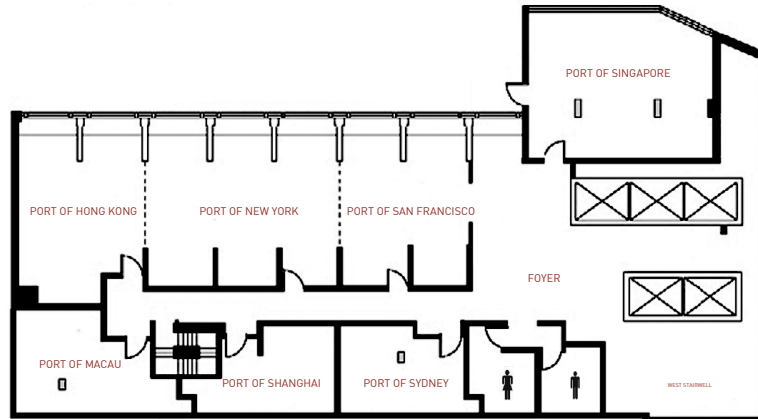 PORT OF SINGAPORE
PORT OF HONG KONG
PORT OF NEW YORK
PORT OF SAN FRANCISCO
FOYER
PORT OF MACAU
PORT OF SHANGHAI
PORT OF SYDNEY
WEST STAIRWELL